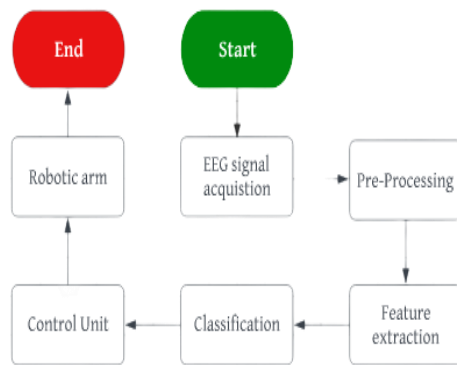 End
Start
Robotic arm
EEG signal
acquistion
Pre-Processing
Control Unit
Classification
Feature
extraction